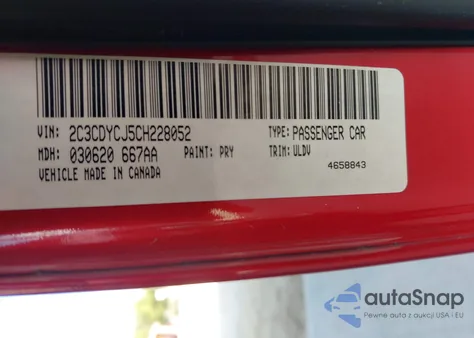 VIN: 2C3CDYCJ5CH228052 TYPE: PASSENGER CAR
MDH: 030620 667AA PAINT: PRY TRIM: ULDV
VEHICLE MADE IN CANADA 4658843
autoSnap
Pewne auta z aukcji USA i EU